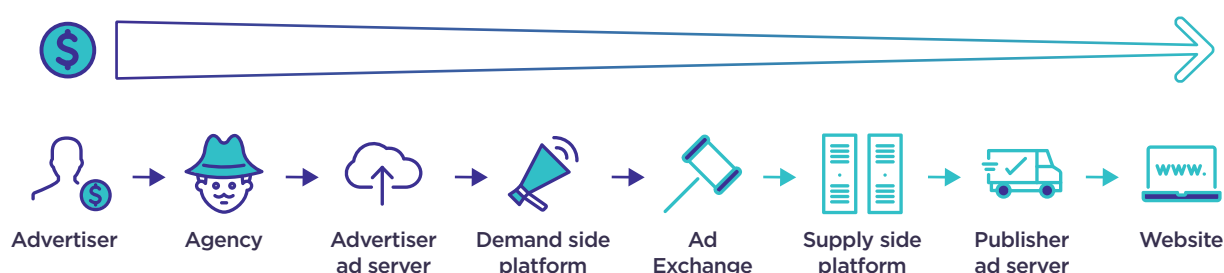 $
$
www.
Advertiser
Agency
Advertiser
ad server
Demand side
platform
Ad
Exchange
Supply side
platform
Publisher
ad server
Website